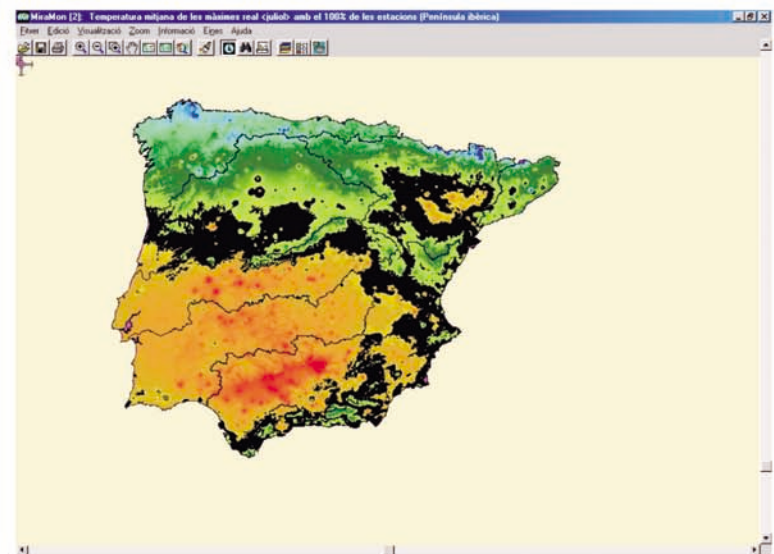 MiraMon [2]: Temperatura mitjana de les màximes real <juliol> amb el 100% de les estacions (Península ibèrica)
Fitxer Edició Visualització Zoom Informació Eines Ajuda